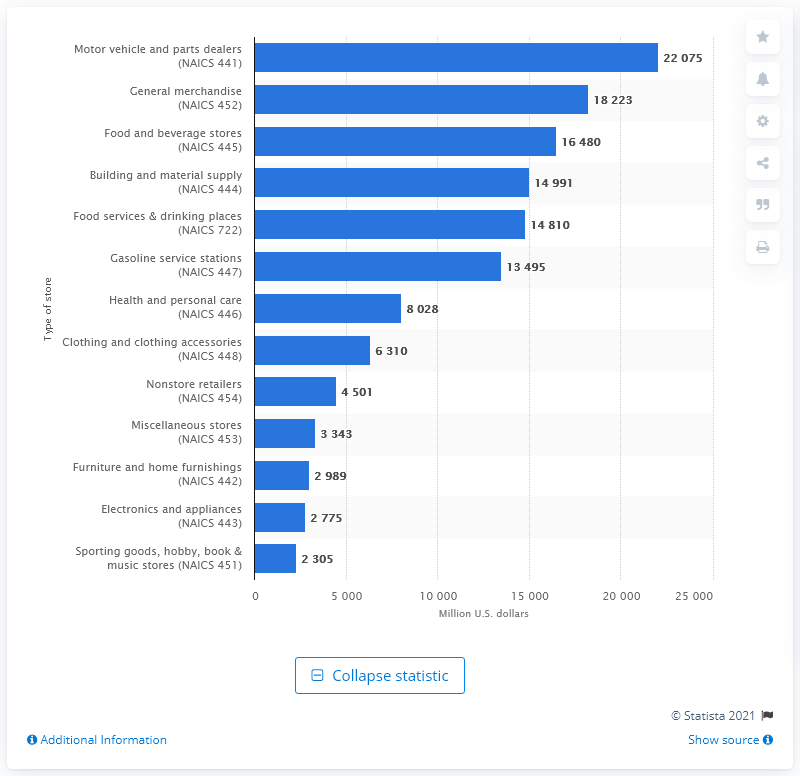 Motor vehicle and parts dealers
(NAICS 441)
22 075
General merchandise
(NAICS 452)
18 223
Food and beverage stores
(NAICS 445)
16 480
Building and material supply
(NAICS 444)
14 991
Food services & drinking places
(NAICS 722)
14 810
Gasoline service stations
(NAICS 447)
13 495
Health and personal care
(NAICS 446)
8 028
Clothing and clothing accessories
(NAICS 448)
6 310
Nonstore retailers
(NAICS 454)
4 501
Miscellaneous stores
(NAICS 453)
3 343
Furniture and home furnishings
(NAICS 442)
2 989
Electronics and appliances
(NAICS 443)
2 775
Sporting goods, hobby, book &
music stores (NAICS 451)
2 305
Type of store
0 5 000 10 000 15 000 20 000 25 000
Million U.S. dollars
Collapse statistic
© Statista 2021
Additional Information
Show source